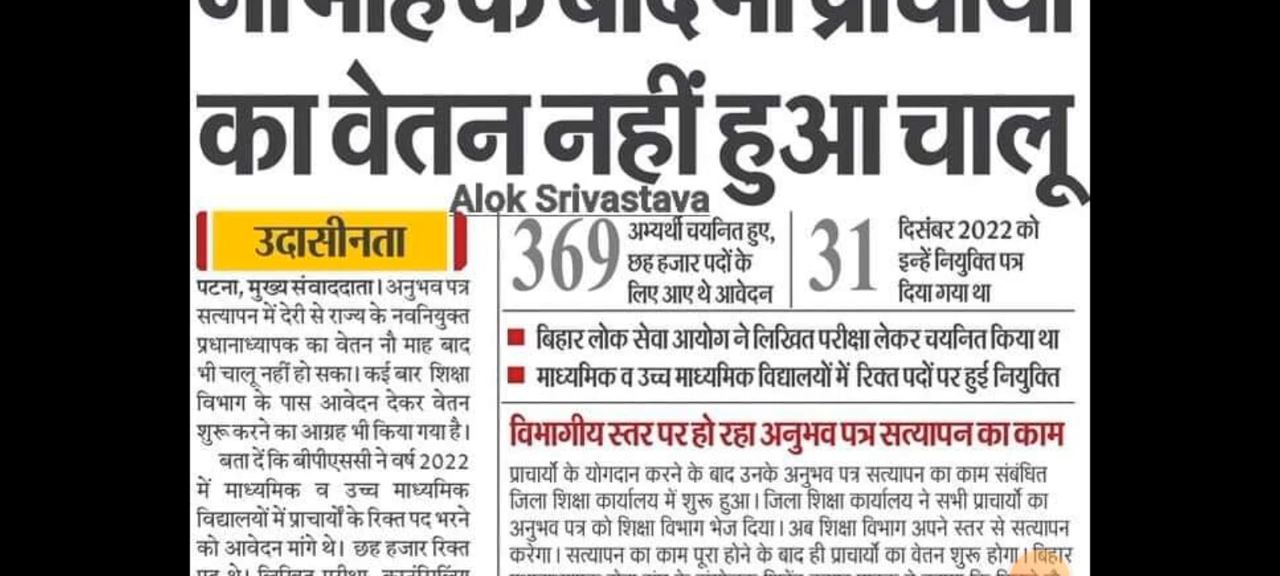 नौ माह के बाद भी प्राचार्यों
का वेतन नहीं हुआ चालू
Alok Srivastava
उदासीनता
पटना, मुख्य संवाददाता। अनुभव पत्र
सत्यापन में देरी से राज्य के नवनियुक्त
प्रधानाध्यापक का वेतन नौ माह बाद
भी चालू नहीं हो सका। कई बार शिक्षा
विभाग के पास आवेदन देकर वेतन
शुरू करने का आग्रह भी किया गया है।
बता दें कि बीपीएससी ने वर्ष 2022
में माध्यमिक व उच्च माध्यमिक
विद्यालयों में प्राचार्यों के रिक्त पद भरने
को आवेदन मांगे थे। छह हजार रिक्त
369 अभ्यर्थी चयनित हुए,
छह हजार पदों के
लिए आए थे आवेदन
31 दिसंबर 2022 को
इन्हें नियुक्ति पत्र
दिया गया था
बिहार लोक सेवा आयोग ने लिखित परीक्षा लेकर चयनित किया था
माध्यमिक व उच्च माध्यमिक विद्यालयों में रिक्त पदों पर हुई नियुक्ति
विभागीय स्तर पर हो रहा अनुभव पत्र सत्यापन का काम
प्राचार्यों के योगदान करने के बाद उनके अनुभव पत्र सत्यापन का काम संबंधित
जिला शिक्षा कार्यालय में शुरू हुआ। जिला शिक्षा कार्यालय ने सभी प्राचार्यों का
अनुभव पत्र को शिक्षा विभाग भेज दिया। अब शिक्षा विभाग अपने स्तर से सत्यापन
करेगा। सत्यापन का काम पूरा होने के बाद ही प्राचार्यों का वेतन शुरू होगा। बिहार